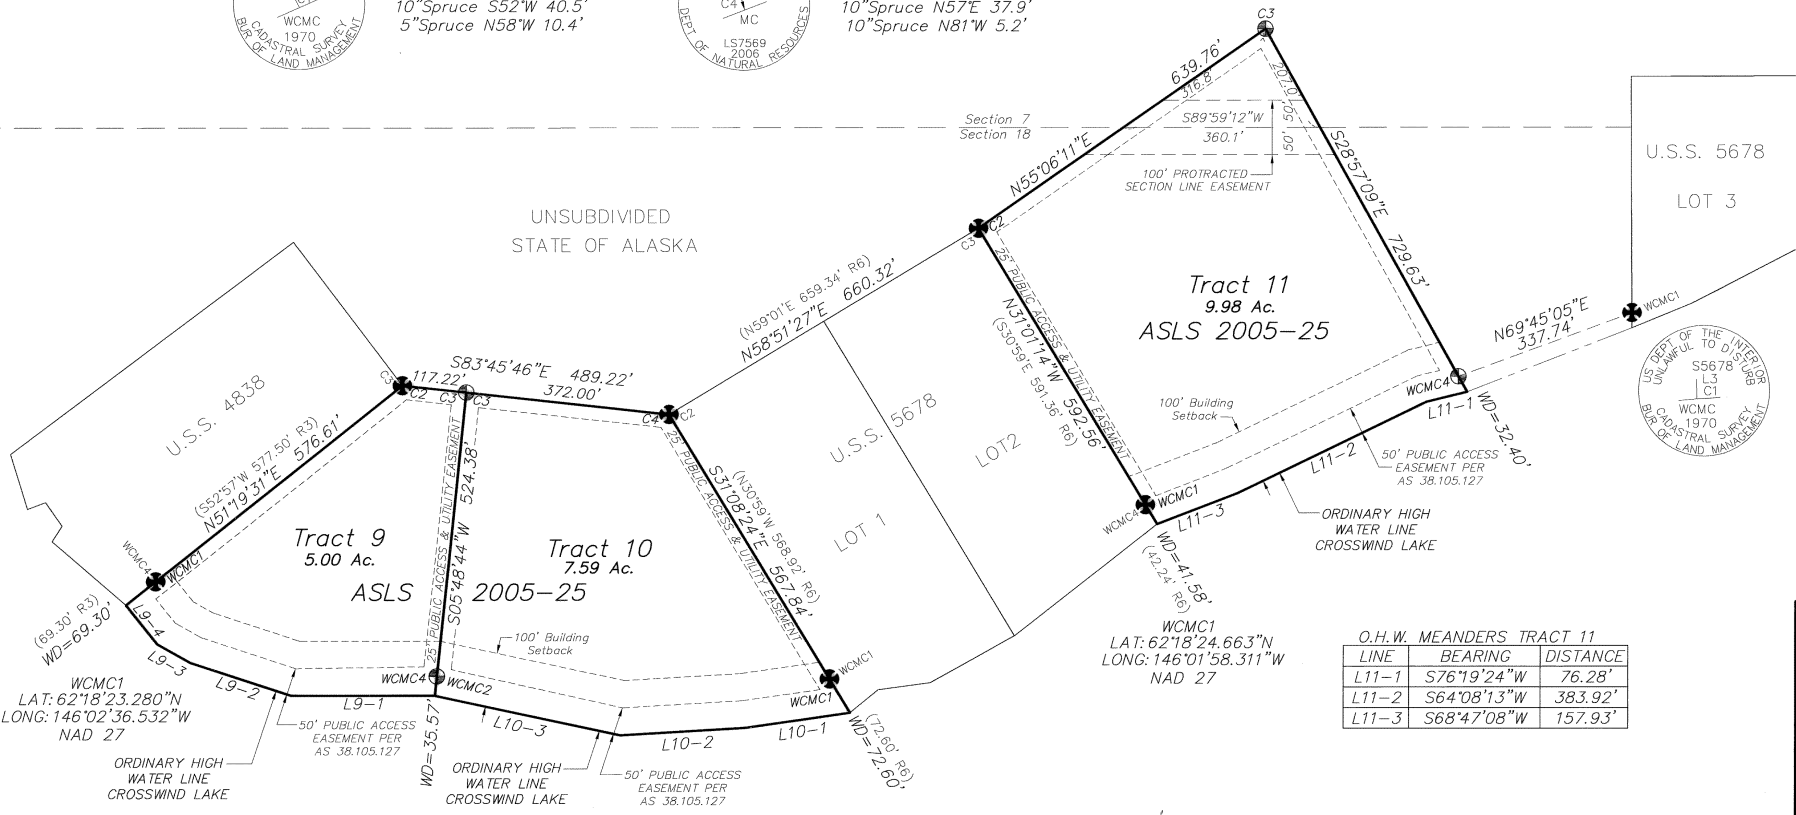 C1
WCMC
1970
CADASTRAL SURVEY
BUR OF LAND MANAGEMENT
10"Spruce S52°W 40.5'
5"Spruce N58°W 10.4'
C4
MC
LS7569
2006
DEPT OF NATURAL RESOURCES
10"Spruce N57°E 37.9'
10"Spruce N81°W 5.2'
C3
639.76'
316.8'
207.0'
Section 7
Section 18
S89°59'12"W
360.1'
50'
50'
100' PROTRACTED
SECTION LINE EASEMENT
N55°06'11"E
S28°57'09"E
729.63'
U.S.S. 5678
LOT 3
UNSUBDIVIDED
STATE OF ALASKA
C3
C2
(N59°01'E 659.34' R6)
N58°51'27"E 660.32'
25' PUBLIC ACCESS & UTILITY EASEMENT
N31°01'14"W 592.56'
(S30°59'E 591.36' R6)
Tract 11
9.98 Ac.
ASLS 2005-25
N69°45'05"E
337.74'
WCMC1
US DEPT OF THE INTERIOR
UNLAWFUL TO DISTURB
S5678
L3
C1
WCMC
1970
CADASTRAL SURVEY
BUR OF LAND MANAGEMENT
WCMC4
L11-1
WD=32.40'
100' Building
Setback
50' PUBLIC ACCESS
EASEMENT PER
AS 38.105.127
L11-2
L11-3
WCMC1
WCMC4
ORDINARY HIGH
WATER LINE
CROSSWIND LAKE
WD=41.58'
(42.24' R6)
WCMC1
LAT: 62°18'24.663"N
LONG: 146°01'58.311"W
NAD 27
U.S.S. 4838
C3
C2
S83°45'46"E 489.22'
117.22'
372.00'
C3
C3
C4
C2
(S52°57'W 577.50' R3)
N51°19'31"E 576.61'
25' PUBLIC ACCESS & UTILITY EASEMENT
S05°48'44"W 524.38'
25' PUBLIC ACCESS & UTILITY EASEMENT
S31°08'24"E 567.84'
(N30°59'W 568.92' R6)
U.S.S. 5678
LOT2
LOT 1
Tract 9
5.00 Ac.
Tract 10
7.59 Ac.
ASLS 2005-25
WCMC4
WCMC1
(69.30' R3)
WD=69.30'
L9-4
L9-3
L9-2
L9-1
WCMC1
LAT: 62°18'23.280"N
LONG: 146°02'36.532"W
NAD 27
50' PUBLIC ACCESS
EASEMENT PER
AS 38.105.127
ORDINARY HIGH
WATER LINE
CROSSWIND LAKE
100' Building
Setback
WCMC4
WCMC2
WCMC1
WCMC1
WD=35.57'
L10-3
L10-2
L10-1
(72.60' R6)
WD=72.60'
ORDINARY HIGH
WATER LINE
CROSSWIND LAKE
50' PUBLIC ACCESS
EASEMENT PER
AS 38.105.127
O.H.W. MEANDERS TRACT 11
LINE BEARING DISTANCE
L11-1 S76°19'24"W 76.28'
L11-2 S64°08'13"W 383.92'
L11-3 S68°47'08"W 157.93'